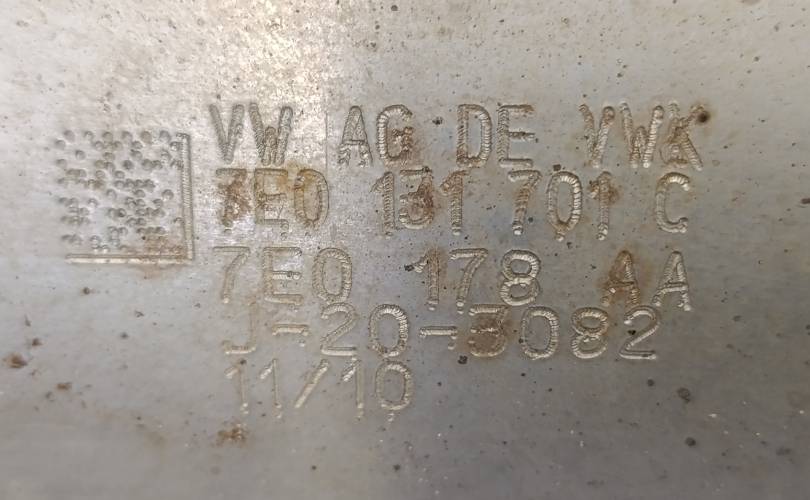 VW AG DE VWK
7E0 131 701 C
7E0 178 AA
J-20-3082
11/10